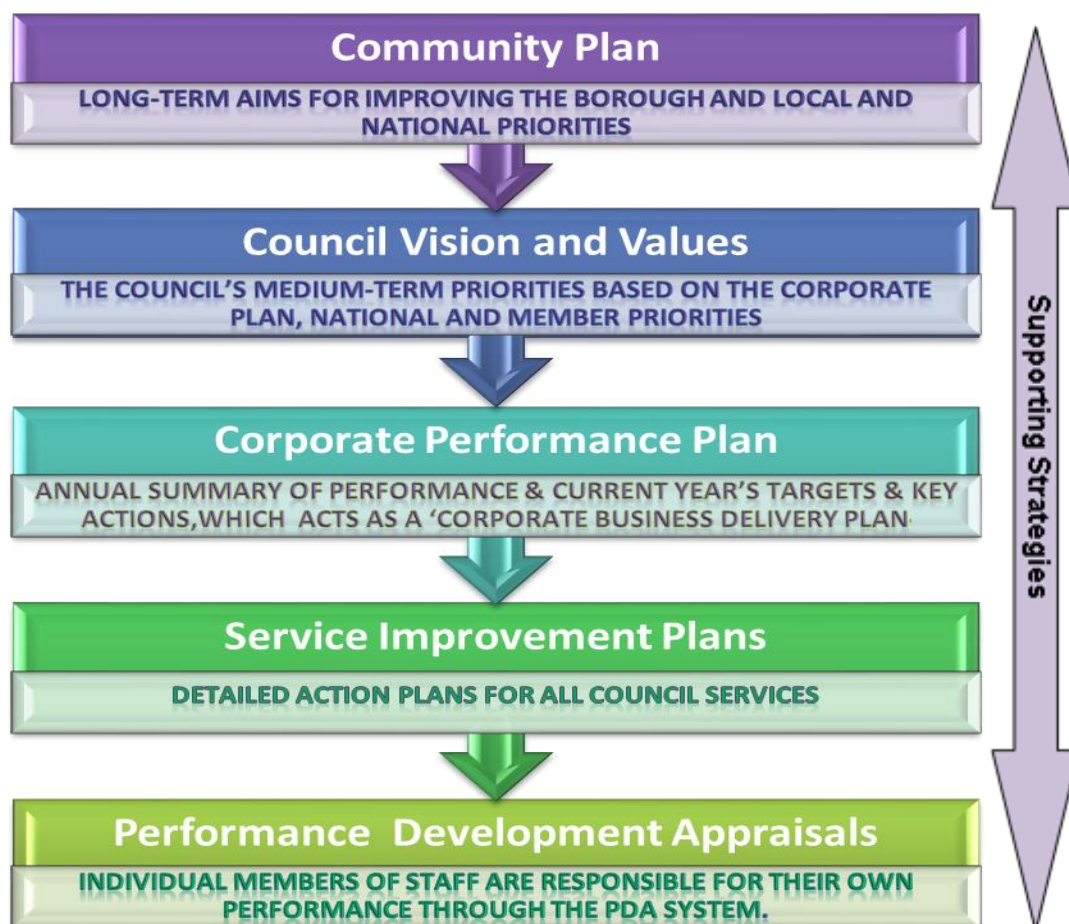 Community Plan
LONG-TERM AIMS FOR IMPROVING THE BOROUGH AND LOCAL AND
NATIONAL PRIORITIES
Council Vision and Values
THE COUNCIL'S MEDIUM-TERM PRIORITIES BASED ON THE CORPORATE
PLAN, NATIONAL AND MEMBER PRIORITIES
Corporate Performance Plan
ANNUAL SUMMARY OF PERFORMANCE & CURRENT YEAR'S TARGETS & KEY
ACTIONS,WHICH ACTS AS A 'CORPORATE BUSINESS DELIVERY PLAN
Service Improvement Plans
DETAILED ACTION PLANS FOR ALL COUNCIL SERVICES
Performance Development Appraisals
INDIVIDUAL MEMBERS OF STAFF ARE RESPONSIBLE FOR THEIR OWN
PERFORMANCE THROUGH THE PDA SYSTEM.
Supporting Strategies